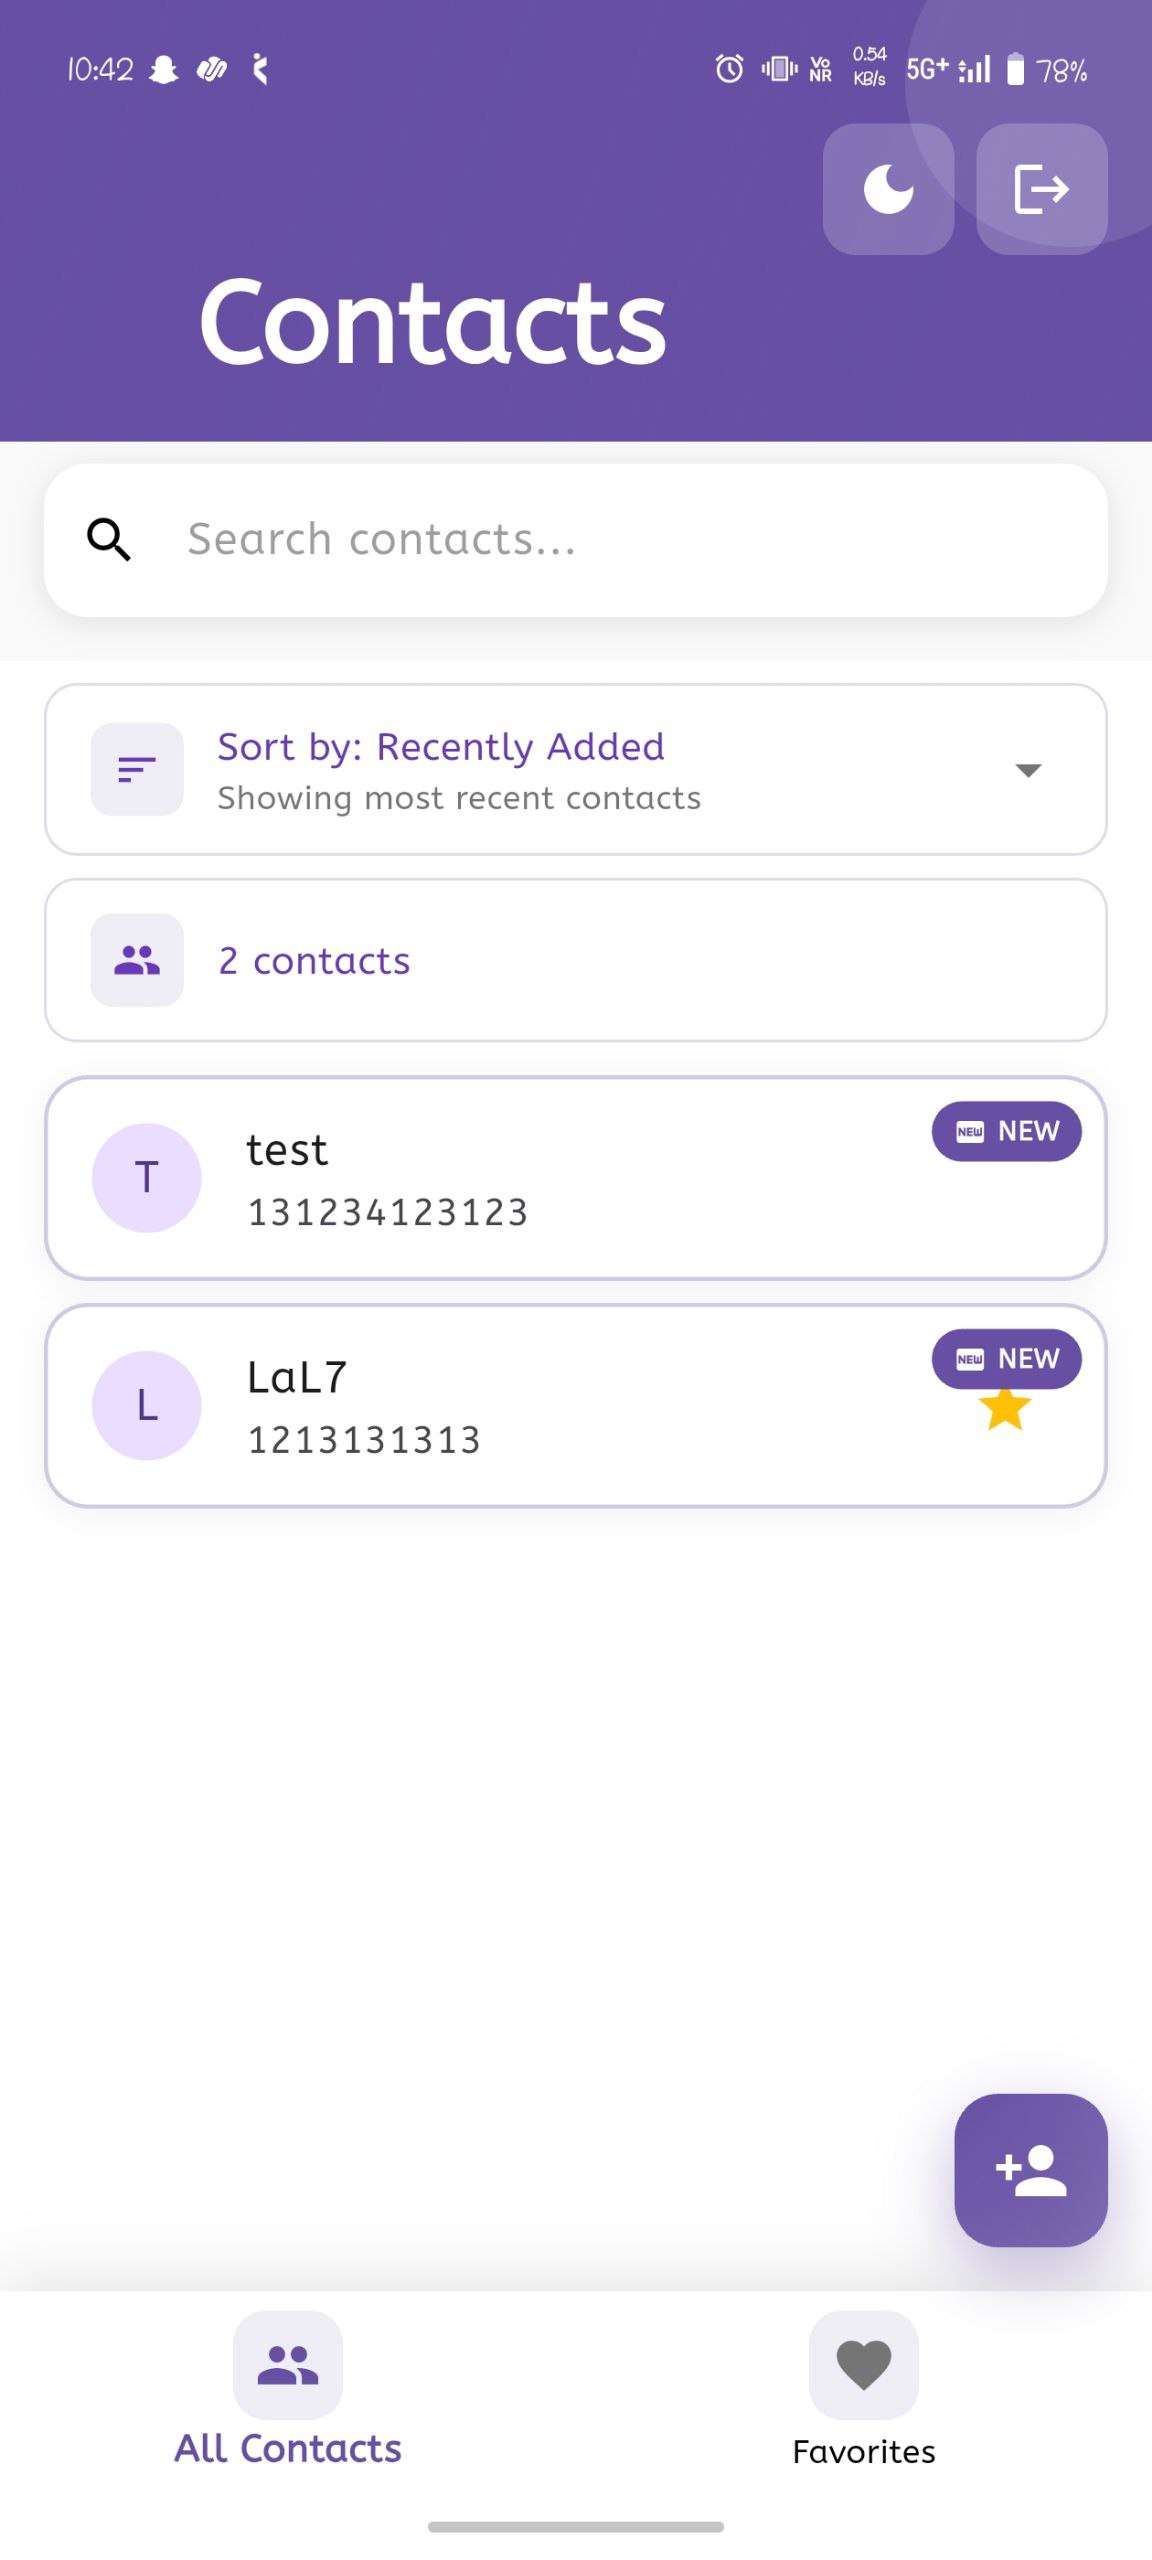 10:42
Vo
NR
0.54
KB/s
5G+
78%
Contacts
Search contacts...
Sort by: Recently Added
Showing most recent contacts
2 contacts
T
test
131234123123
NEW NEW
L
LaL7
1213131313
NEW NEW
All Contacts
Favorites